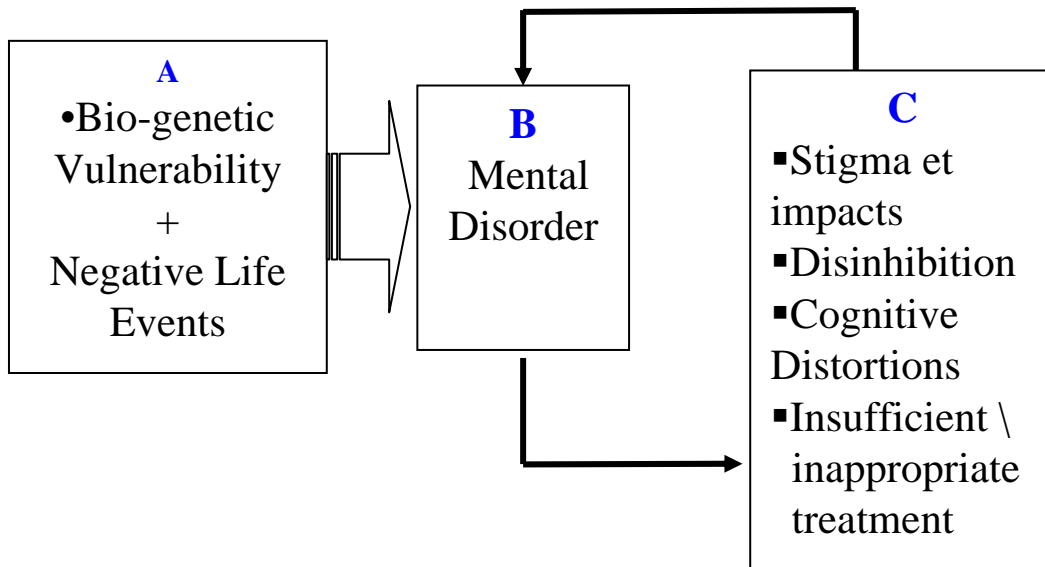 A
•Bio-genetic
Vulnerability
+
Negative Life
Events
B
Mental
Disorder
C
▪Stigma et
impacts
▪Disinhibition
▪Cognitive
Distortions
▪Insufficient \
inappropriate
treatment